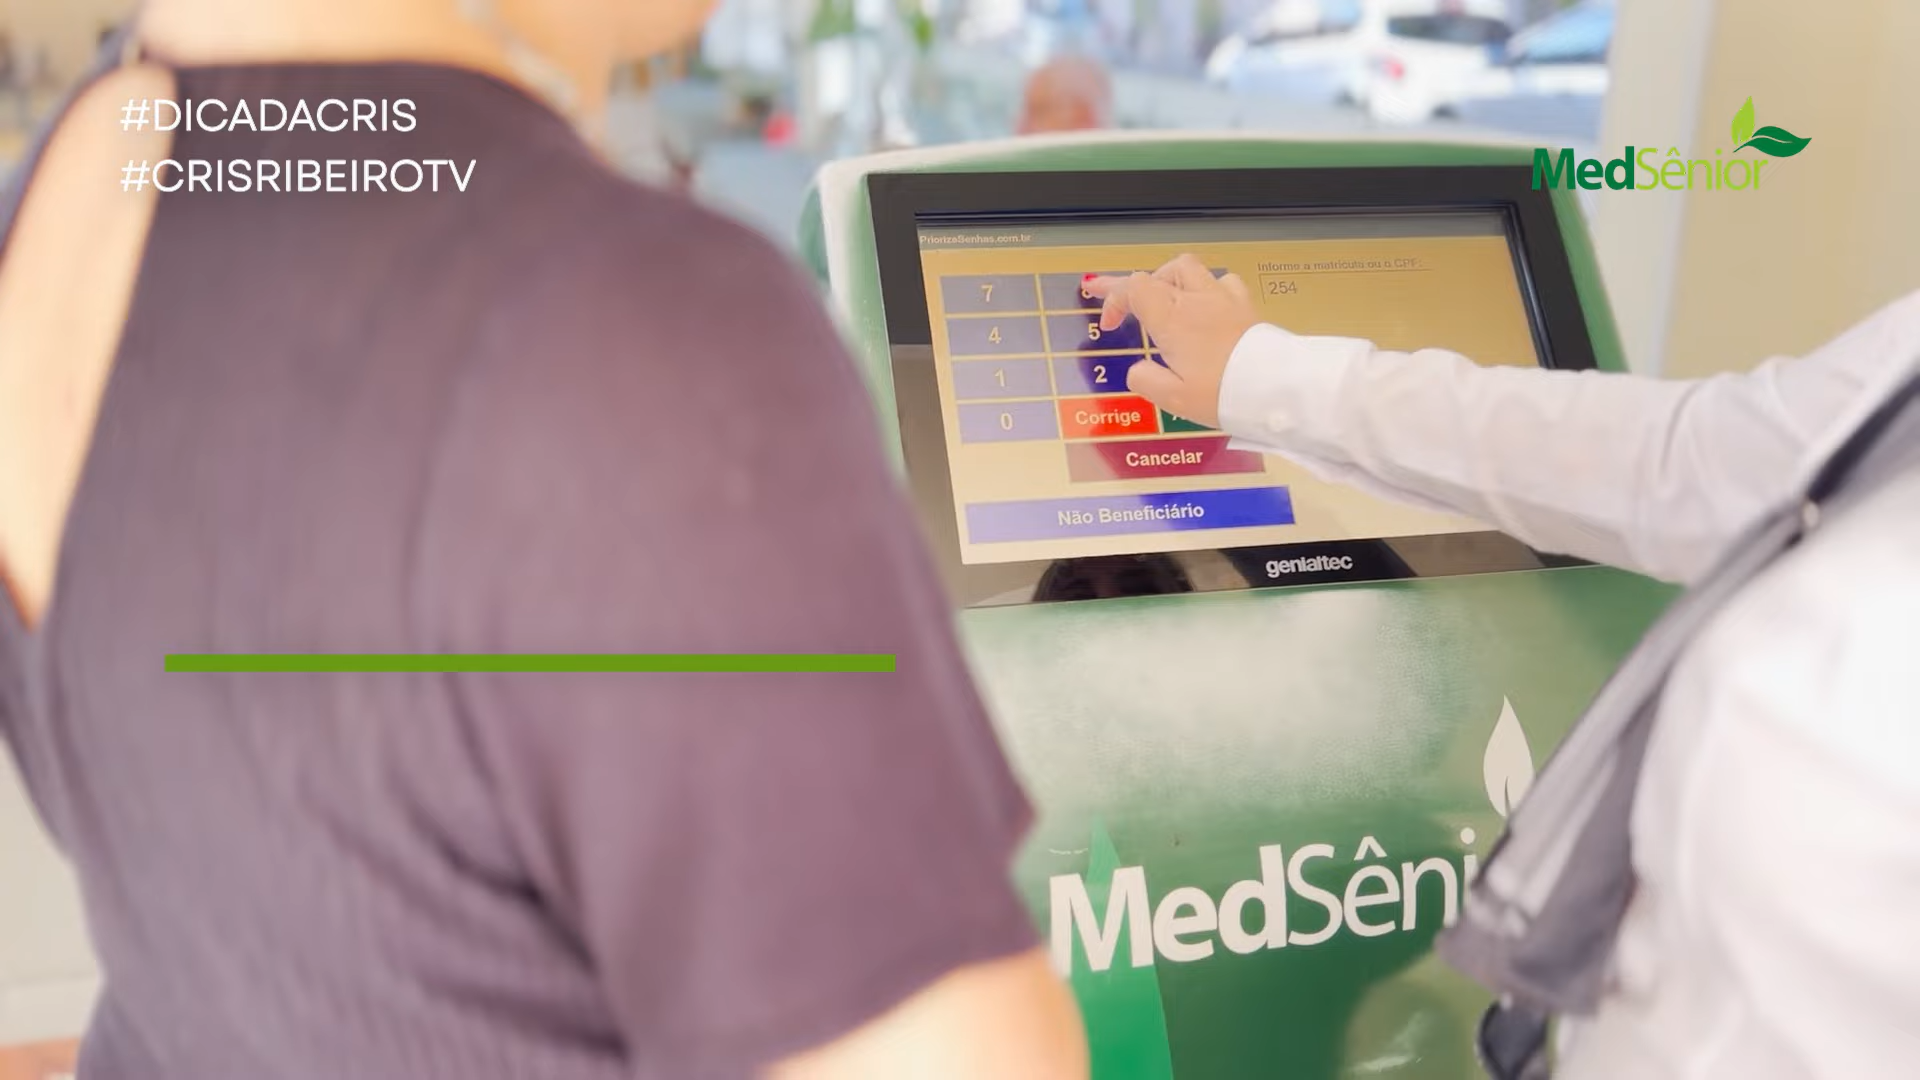 #DICADACRIS
#CRISRIBEIROTV
MedSênior
PriorizaSenhas.com.br
Informe a matrícula ou o CPF:
254
7 8
4 5
1 2
0 Corrige
Cancelar
Não Beneficiário
genialtec
MedSêni